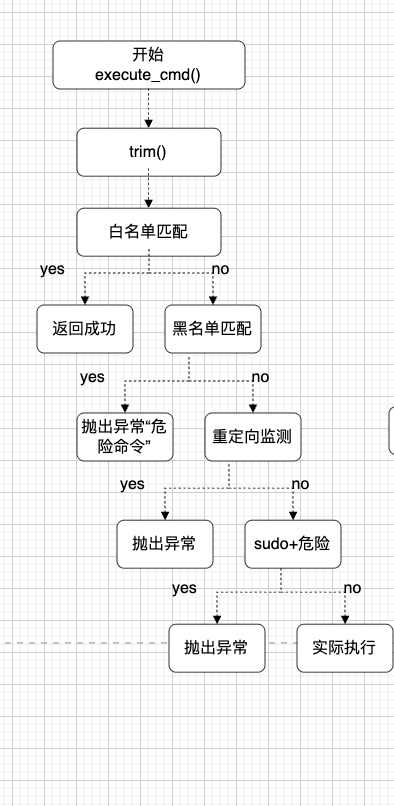 开始
execute_cmd()
trim()
白名单匹配
yes
no
返回成功
黑名单匹配
yes
no
抛出异常“危
险命令”
重定向监测
yes
no
抛出异常
sudo+危险
yes
no
抛出异常
实际执行